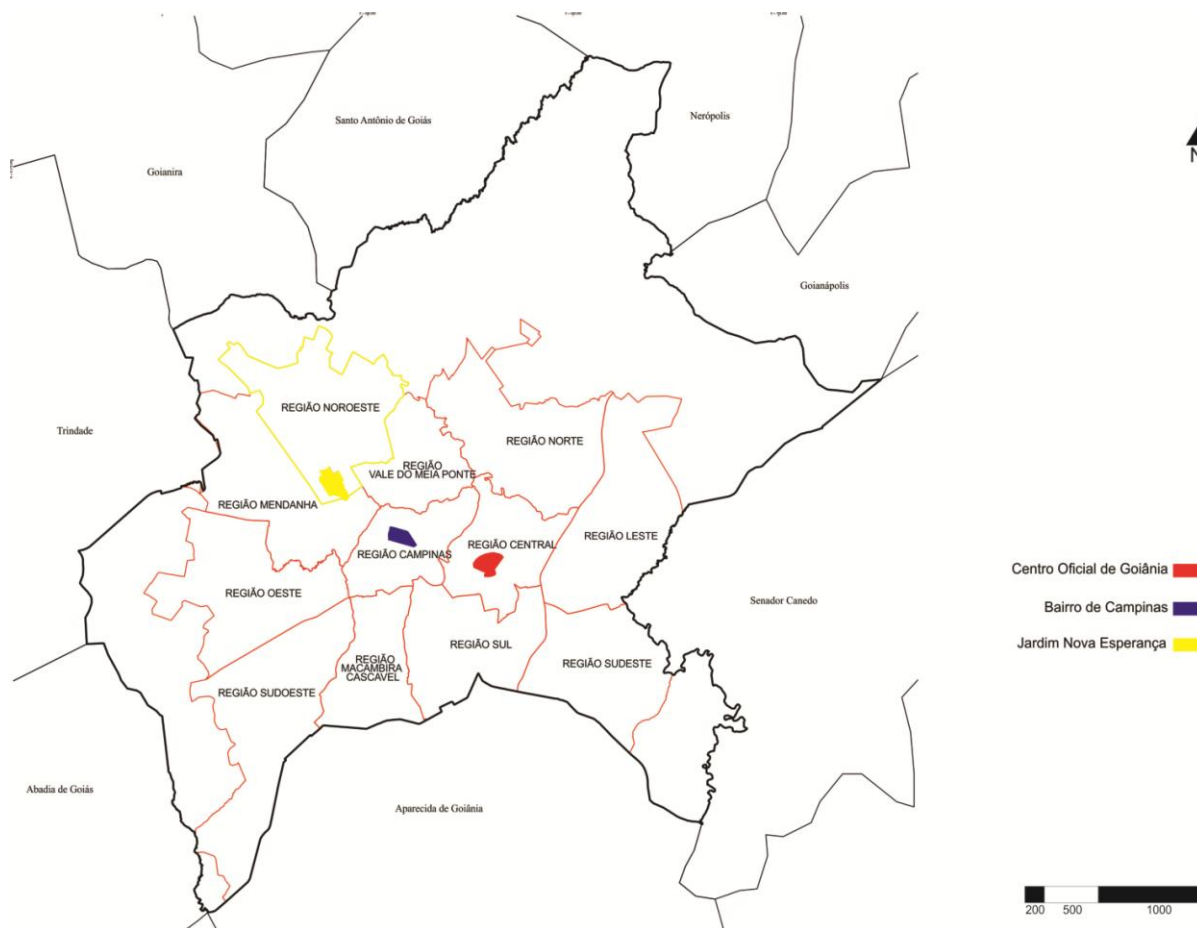 Santo Antônio de Goiás
Nerópolis
N
Goianira
Goianápolis
Trindade
REGIÃO NOROESTE
REGIÃO NORTE
REGIÃO
VALE DO MEIA PONTE
REGIÃO MENDANHA
REGIÃO LESTE
REGIÃO CENTRAL
REGIÃO CAMPINAS
Centro Oficial de Goiânia
REGIÃO OESTE
Senador Canedo
Bairro de Campinas
REGIÃO SUL
Jardim Nova Esperança
REGIÃO
MACAMBIRA
CASCAVEL
REGIÃO SUDESTE
REGIÃO SUDOESTE
Abadia de Goiás
Aparecida de Goiânia
200 500 1000